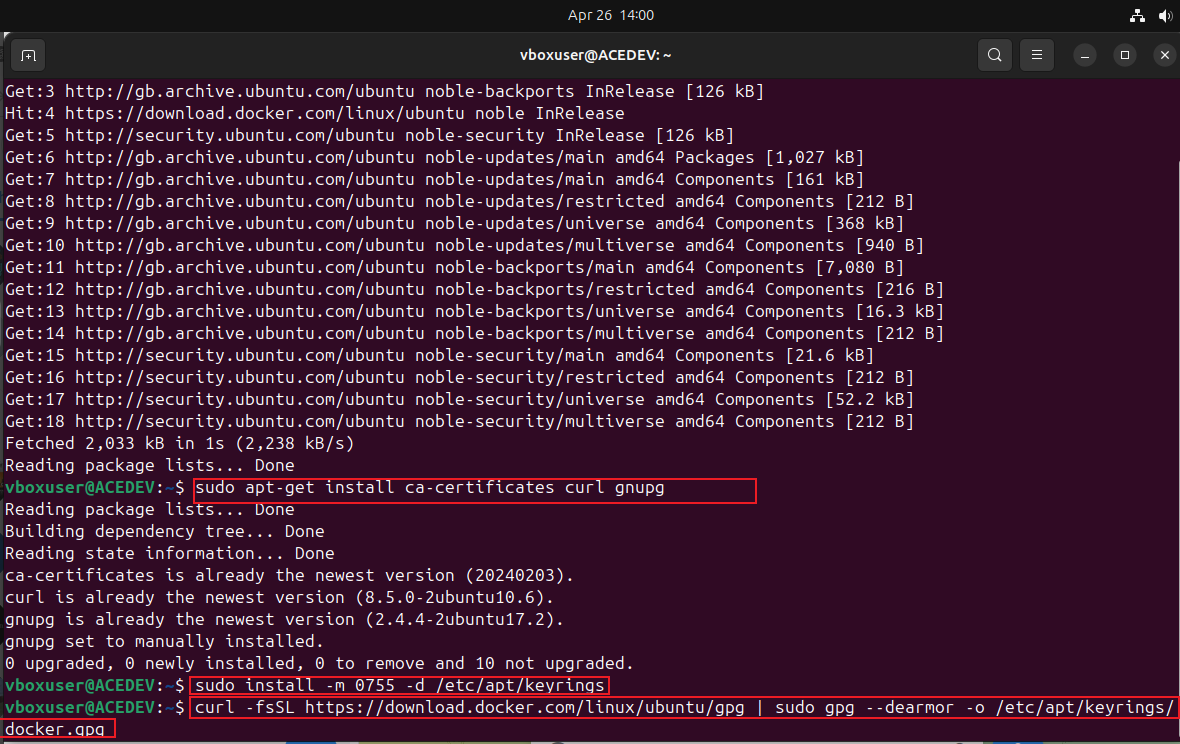 Apr 26 14:00
vboxuser@ACEDEV: ~
Get:3 http://gb.archive.ubuntu.com/ubuntu noble-backports InRelease [126 kB]
Hit:4 https://download.docker.com/linux/ubuntu noble InRelease
Get:5 http://security.ubuntu.com/ubuntu noble-security InRelease [126 kB]
Get:6 http://gb.archive.ubuntu.com/ubuntu noble-updates/main amd64 Packages [1,027 kB]
Get:7 http://gb.archive.ubuntu.com/ubuntu noble-updates/main amd64 Components [161 kB]
Get:8 http://gb.archive.ubuntu.com/ubuntu noble-updates/restricted amd64 Components [212 B]
Get:9 http://gb.archive.ubuntu.com/ubuntu noble-updates/universe amd64 Components [368 kB]
Get:10 http://gb.archive.ubuntu.com/ubuntu noble-updates/multiverse amd64 Components [940 B]
Get:11 http://gb.archive.ubuntu.com/ubuntu noble-backports/main amd64 Components [7,080 B]
Get:12 http://gb.archive.ubuntu.com/ubuntu noble-backports/restricted amd64 Components [216 B]
Get:13 http://gb.archive.ubuntu.com/ubuntu noble-backports/universe amd64 Components [16.3 kB]
Get:14 http://gb.archive.ubuntu.com/ubuntu noble-backports/multiverse amd64 Components [212 B]
Get:15 http://security.ubuntu.com/ubuntu noble-security/main amd64 Components [21.6 kB]
Get:16 http://security.ubuntu.com/ubuntu noble-security/restricted amd64 Components [212 B]
Get:17 http://security.ubuntu.com/ubuntu noble-security/universe amd64 Components [52.2 kB]
Get:18 http://security.ubuntu.com/ubuntu noble-security/multiverse amd64 Components [212 B]
Fetched 2,033 kB in 1s (2,238 kB/s)
Reading package lists... Done
vboxuser@ACEDEV:~$ sudo apt-get install ca-certificates curl gnupg
Reading package lists... Done
Building dependency tree... Done
Reading state information... Done
ca-certificates is already the newest version (20240203).
curl is already the newest version (8.5.0-2ubuntu10.6).
gnupg is already the newest version (2.4.4-2ubuntu17.2).
gnupg set to manually installed.
0 upgraded, 0 newly installed, 0 to remove and 10 not upgraded.
vboxuser@ACEDEV:~$ sudo install -m 0755 -d /etc/apt/keyrings
vboxuser@ACEDEV:~$ curl -fsSL https://download.docker.com/linux/ubuntu/gpg | sudo gpg --dearmor -o /etc/apt/keyrings/
docker.gpg